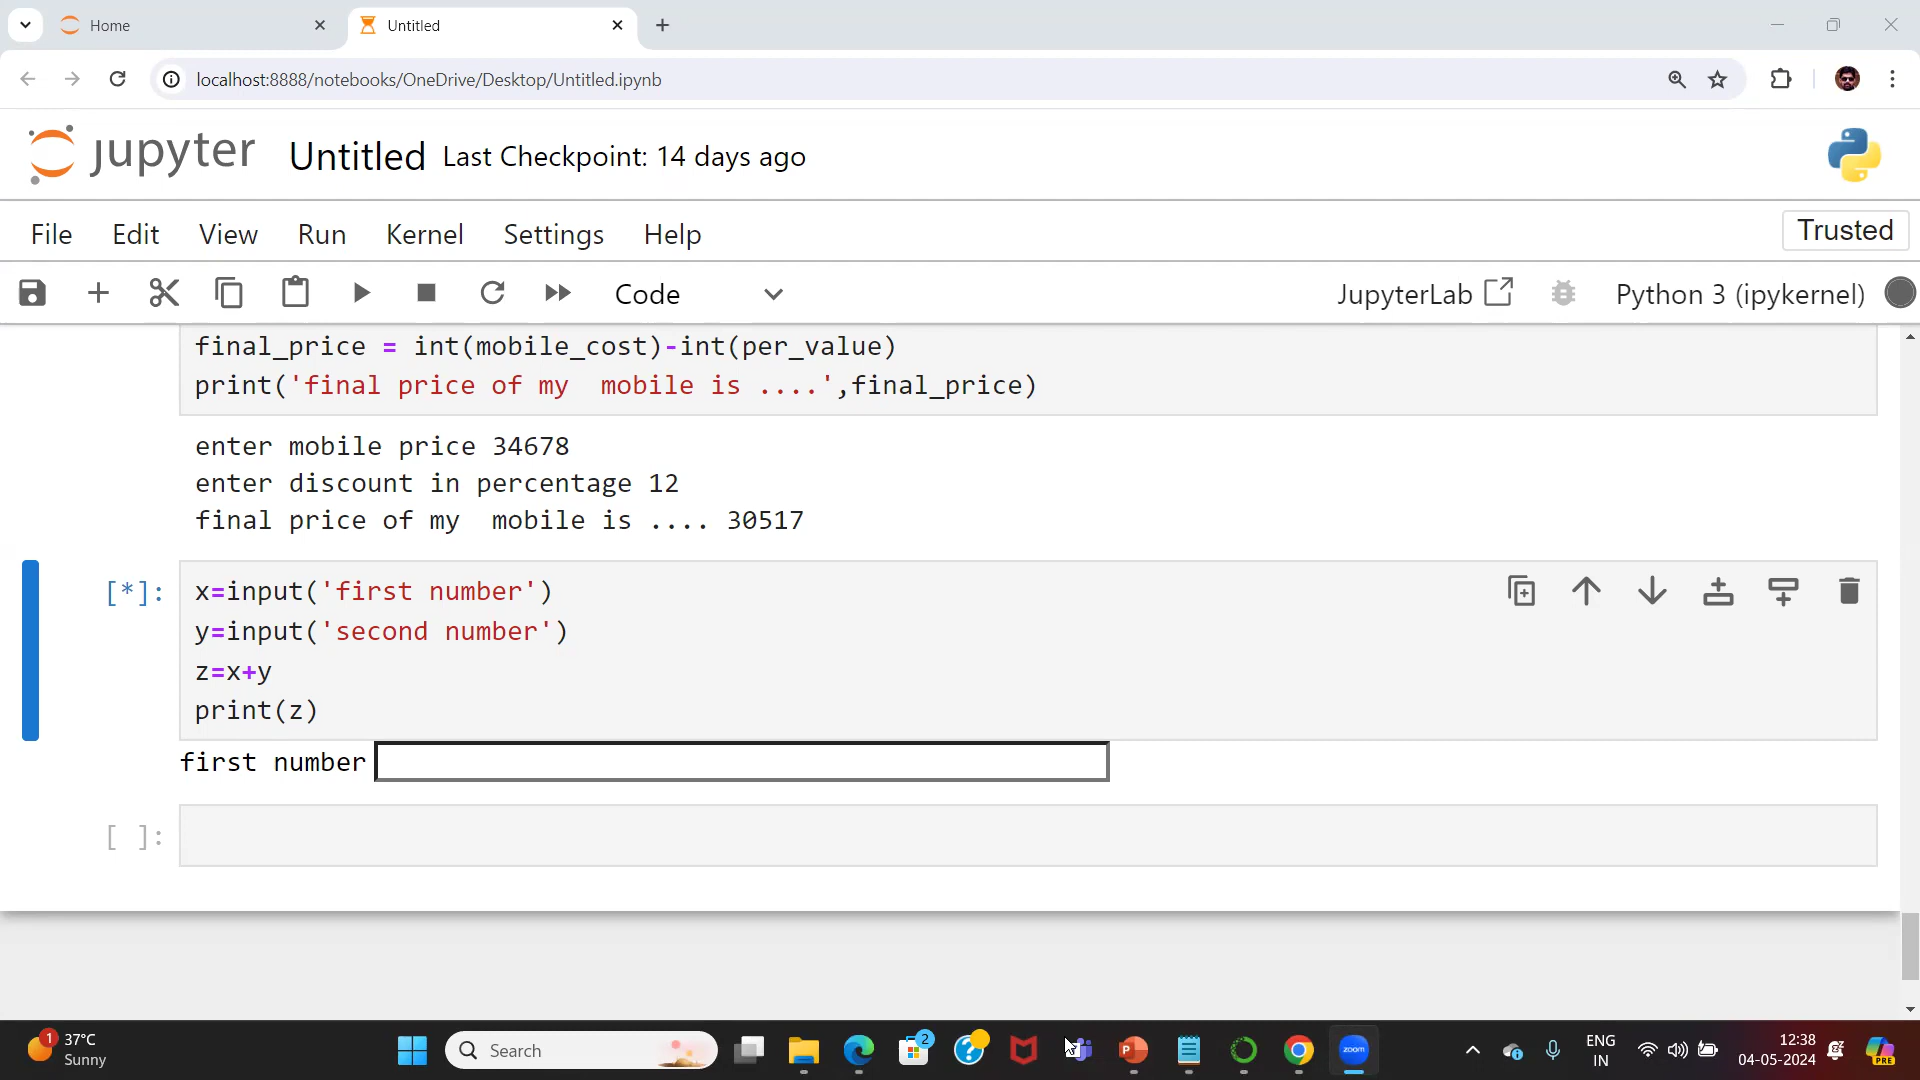 Home
Untitled
localhost:8888/notebooks/OneDrive/Desktop/Untitled.ipynb
jupyter Untitled Last Checkpoint: 14 days ago
File Edit View Run Kernel Settings Help Trusted
Code JupyterLab Python 3 (ipykernel)
final_price = int(mobile_cost)-int(per_value)
print('final price of my  mobile is ....',final_price)
enter mobile price 34678
enter discount in percentage 12
final price of my  mobile is .... 30517
[*]: x=input('first number')
y=input('second number')
z=x+y
print(z)
first number
[ ]:
1 37°C
Sunny
Search
2
zoom
ENG
IN
12:38
04-05-2024
PRE